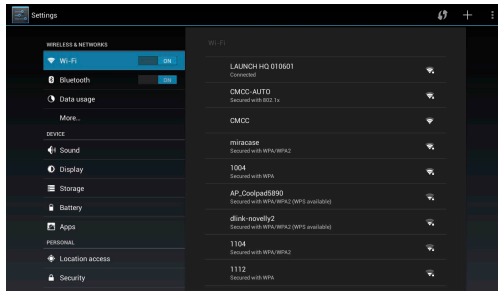 Settings
WIRELESS & NETWORKS
Wi-Fi
ON
Bluetooth
ON
Data usage
More...
DEVICE
Sound
Display
Storage
Battery
Apps
PERSONAL
Location access
Security
Wi-Fi
LAUNCH HQ 010601
Connected
CMCC-AUTO
Secured with 802.1x
CMCC
miracase
Secured with WPA/WPA2
1004
Secured with WPA
AP_Coolpad5890
Secured with WPA/WPA2 (WPS available)
dlink-novelly2
Secured with WPA/WPA2 (WPS available)
1104
Secured with WPA/WPA2
1112
Secured with WPA